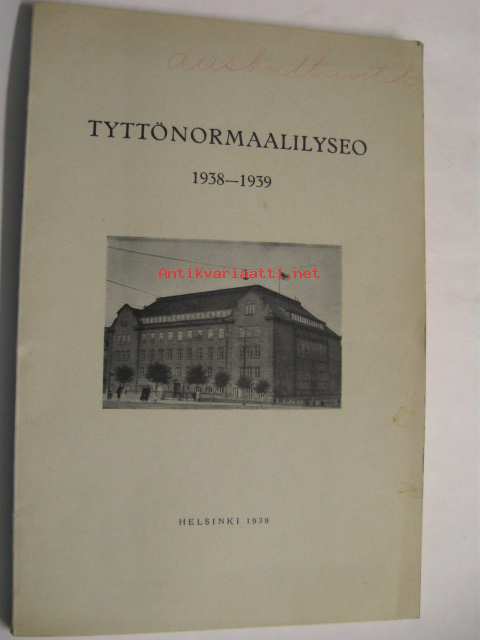 TYTTÖNORMAALILYSEO
1938—1939
Antikvariaatti.net
HELSINKI 1939